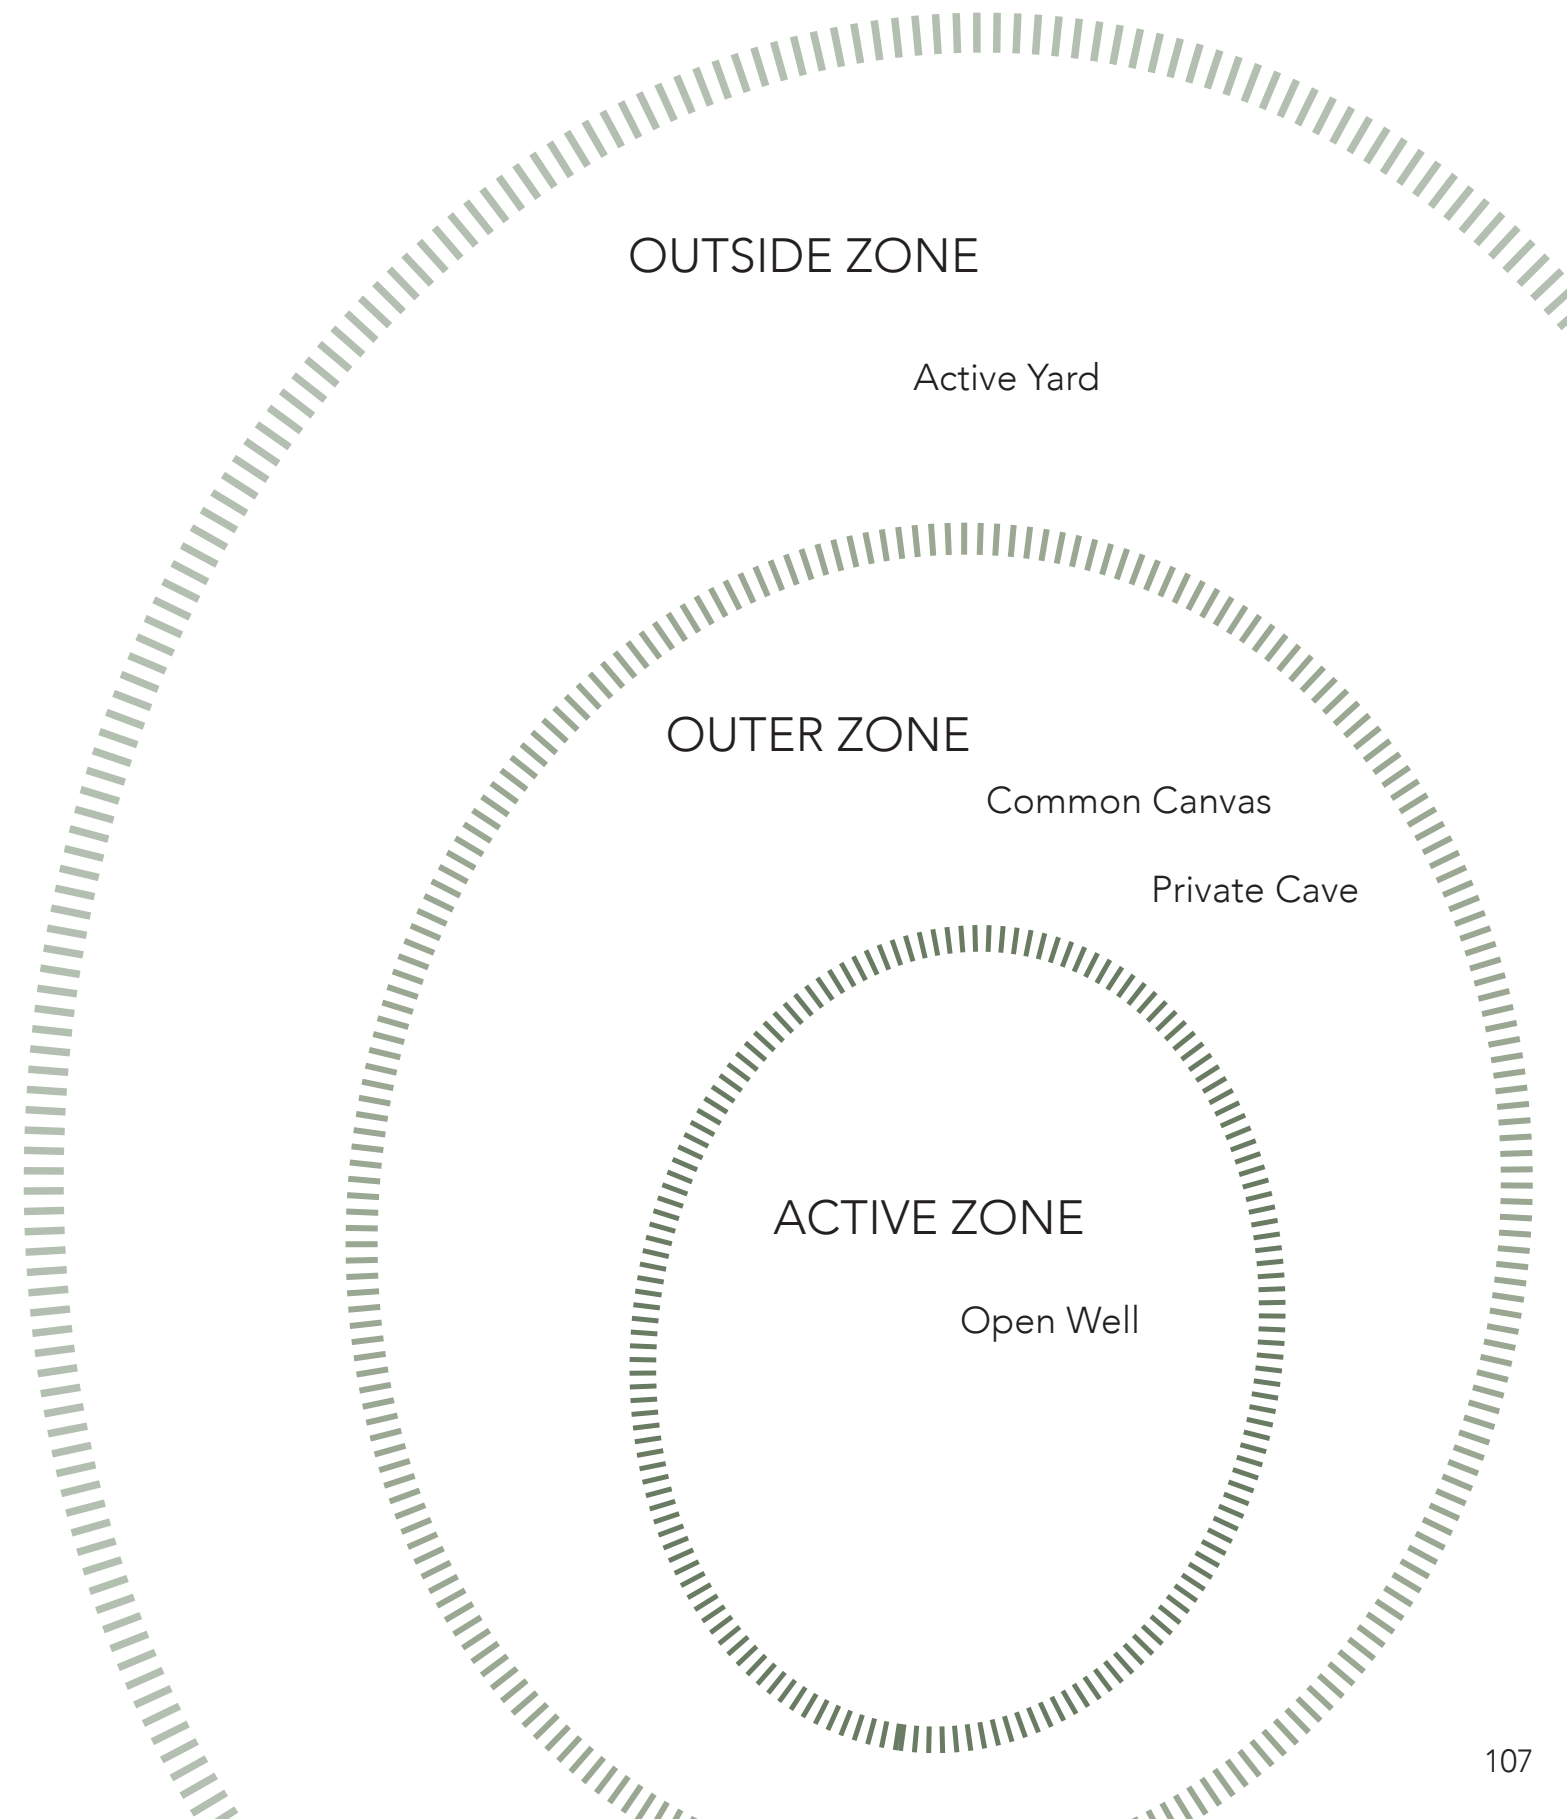 OUTSIDE ZONE
Active Yard
OUTER ZONE
Common Canvas
Private Cave
ACTIVE ZONE
Open Well
107